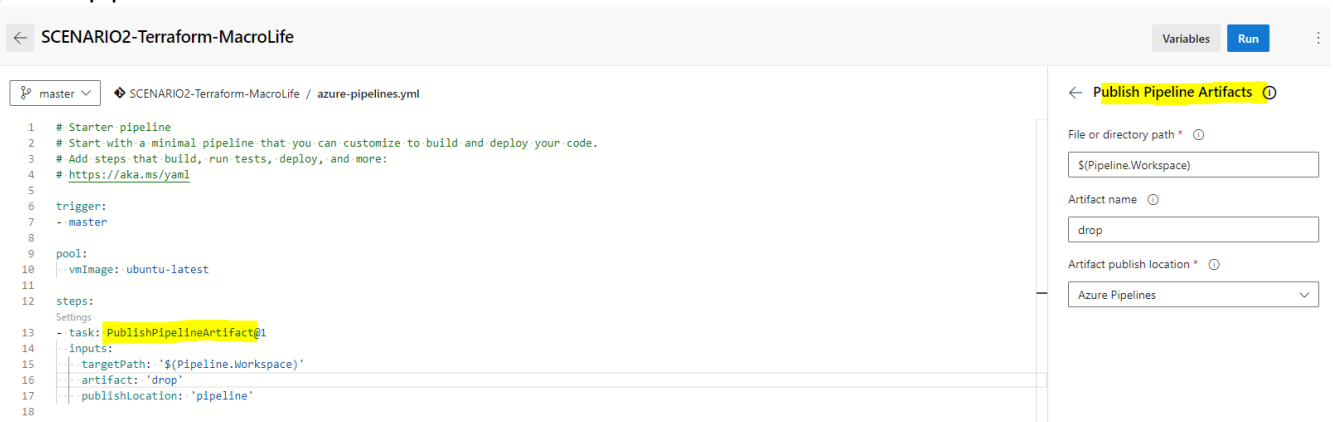 SCENARIO2-Terraform-MacroLife
Variables
Run
master
SCENARIO2-Terraform-MacroLife / azure-pipelines.yml
1 # Starter pipeline
2 # Start with a minimal pipeline that you can customize to build and deploy your code.
3 # Add steps that build, run tests, deploy, and more:
4 # https://aka.ms/yaml
5
6 trigger:
7 - master
8
9 pool:
10 vmImage: ubuntu-latest
11
12 steps:
Settings
13 - task: PublishPipelineArtifact@1
14 inputs:
15 targetPath: '$(Pipeline.Workspace)'
16 artifact: 'drop'
17 publishLocation: 'pipeline'
18
Publish Pipeline Artifacts
File or directory path *
$(Pipeline.Workspace)
Artifact name
drop
Artifact publish location *
Azure Pipelines